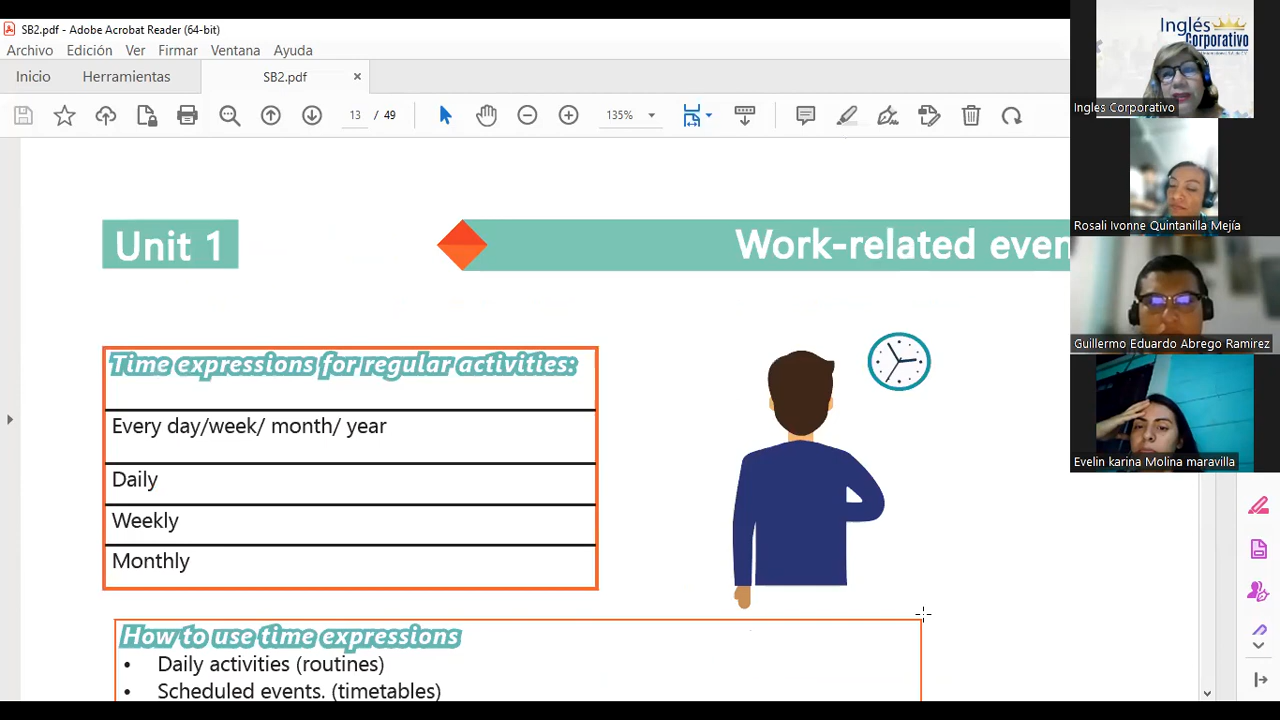 SB2.pdf - Adobe Acrobat Reader (64-bit)
Archivo Edición Ver Firmar Ventana Ayuda
Inicio Herramientas SB2.pdf ×
13 / 49 135%
Unit 1
Work-related even
Time expressions for regular activities:
Every day/week/ month/ year
Daily
Weekly
Monthly
How to use time expressions
• Daily activities (routines)
• Scheduled events. (timetables)
Inglés
Corporativo
Ingles Corporativo
Rosali Ivonne Quintanilla Mejía
Guillermo Eduardo Abrego Ramirez
Evelin karina Molina maravilla